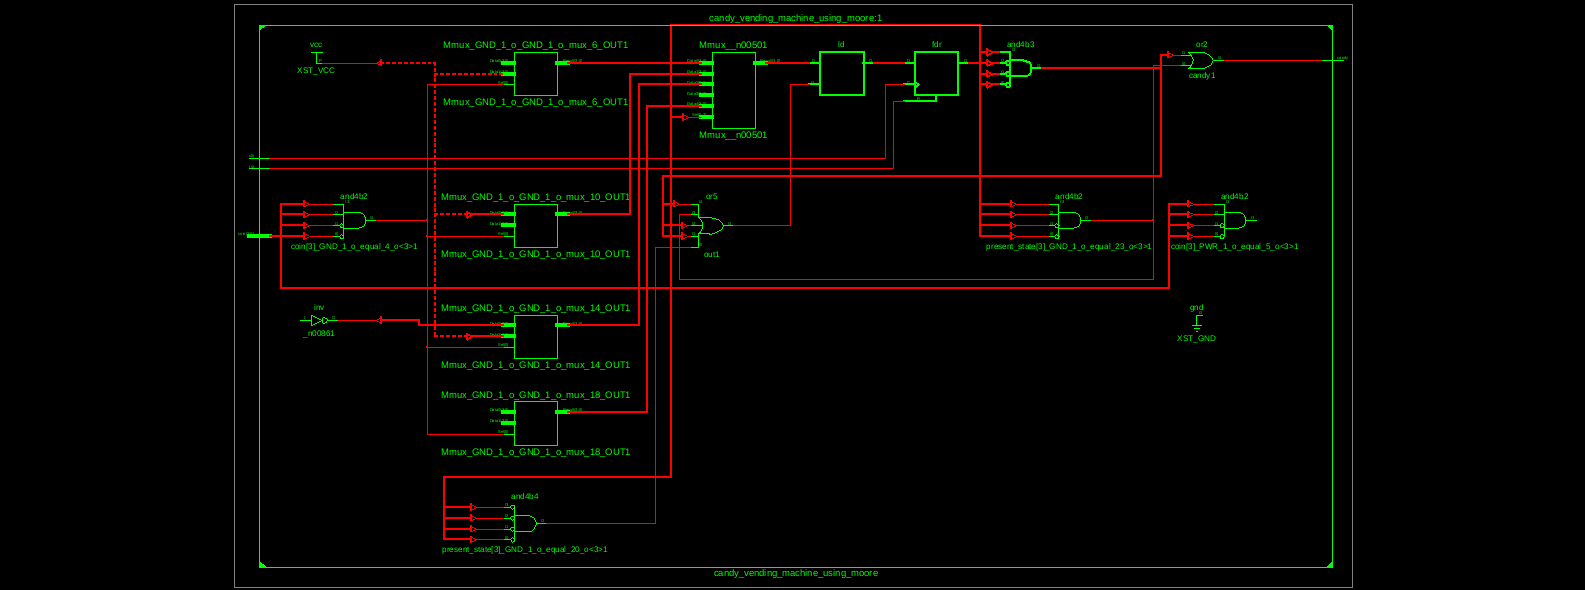 candy_vending_machine_using_moore:1
vcc
XST_VCC
Mmux_GND_1_o_GND_1_o_mux_6_OUT1
Mmux_GND_1_o_GND_1_o_mux_6_OUT1
Mmux__n00501
Mmux__n00501
ld
fdr
and4b3
or2
candy1
and4b2
coin[3]_GND_1_o_equal_4_o<3>1
Mmux_GND_1_o_GND_1_o_mux_10_OUT1
Mmux_GND_1_o_GND_1_o_mux_10_OUT1
or5
out1
and4b2
present_state[3]_GND_1_o_equal_23_o<3>1
and4b2
coin[3]_PWR_1_o_equal_5_o<3>1
inv
_n00861
Mmux_GND_1_o_GND_1_o_mux_14_OUT1
Mmux_GND_1_o_GND_1_o_mux_14_OUT1
gnd
XST_GND
Mmux_GND_1_o_GND_1_o_mux_18_OUT1
Mmux_GND_1_o_GND_1_o_mux_18_OUT1
and4b4
present_state[3]_GND_1_o_equal_20_o<3>1
candy_vending_machine_using_moore